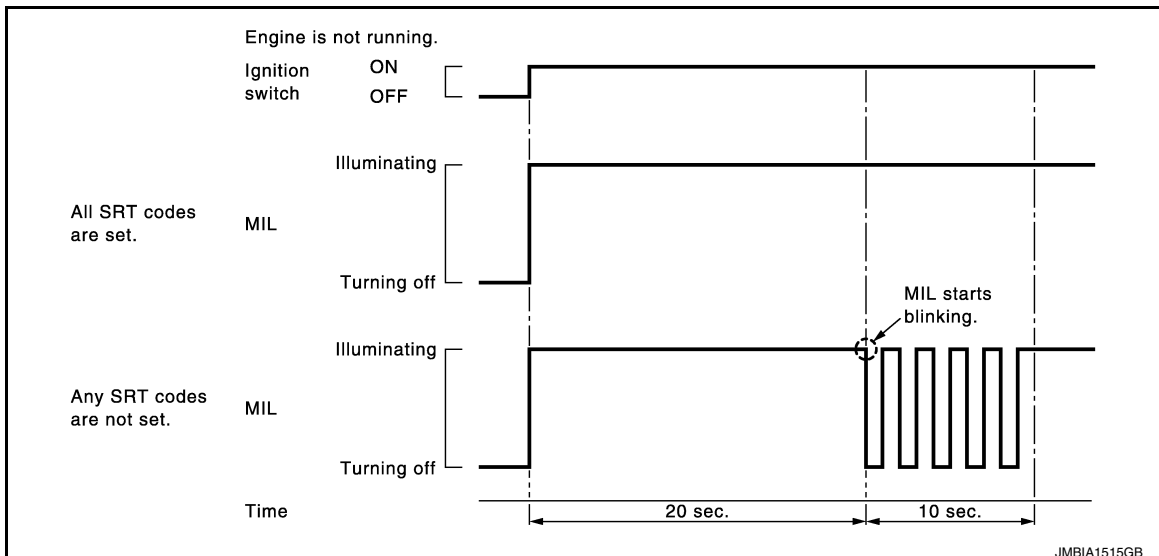 Engine is not running.
Ignition
switch
ON
OFF
Illuminating
All SRT codes
are set.
MIL
Turning off
MIL starts
blinking.
Illuminating
Any SRT codes
are not set.
MIL
Turning off
Time
20 sec.
10 sec.
JMBIA1515GB